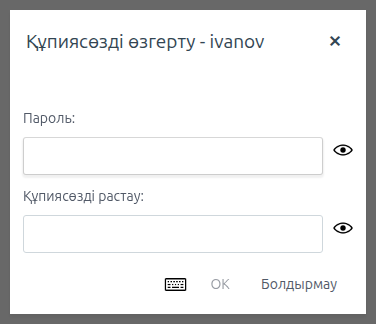 Құпиясөзді өзгерту - ivanov
Пароль:
Құпиясөзді растау:
OK
Болдырмау